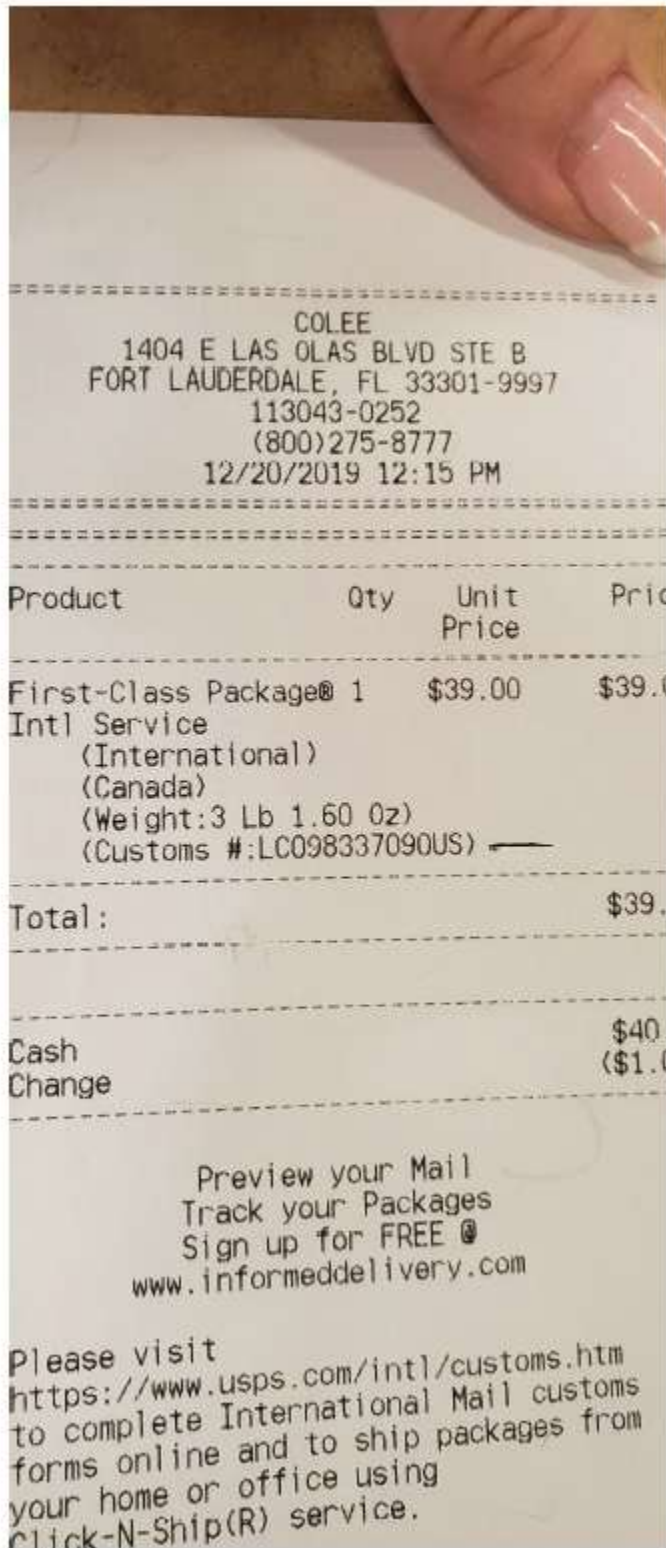 COLEE
1404 E LAS OLAS BLVD STE B
FORT LAUDERDALE, FL 33301-9997
113043-0252
(800)275-8777
12/20/2019 12:15 PM
Product Qty Unit Pric
Price
First-Class Package® 1 $39.00 $39.0
Intl Service
(International)
(Canada)
(Weight:3 Lb 1.60 Oz)
(Customs #:LC098337090US)
Total: $39.
Cash $40
Change ($1.0
Preview your Mail
Track your Packages
Sign up for FREE @
www.informeddelivery.com
Please visit
https://www.usps.com/intl/customs.htm
to complete International Mail customs
forms online and to ship packages from
your home or office using
Click-N-Ship(R) service.